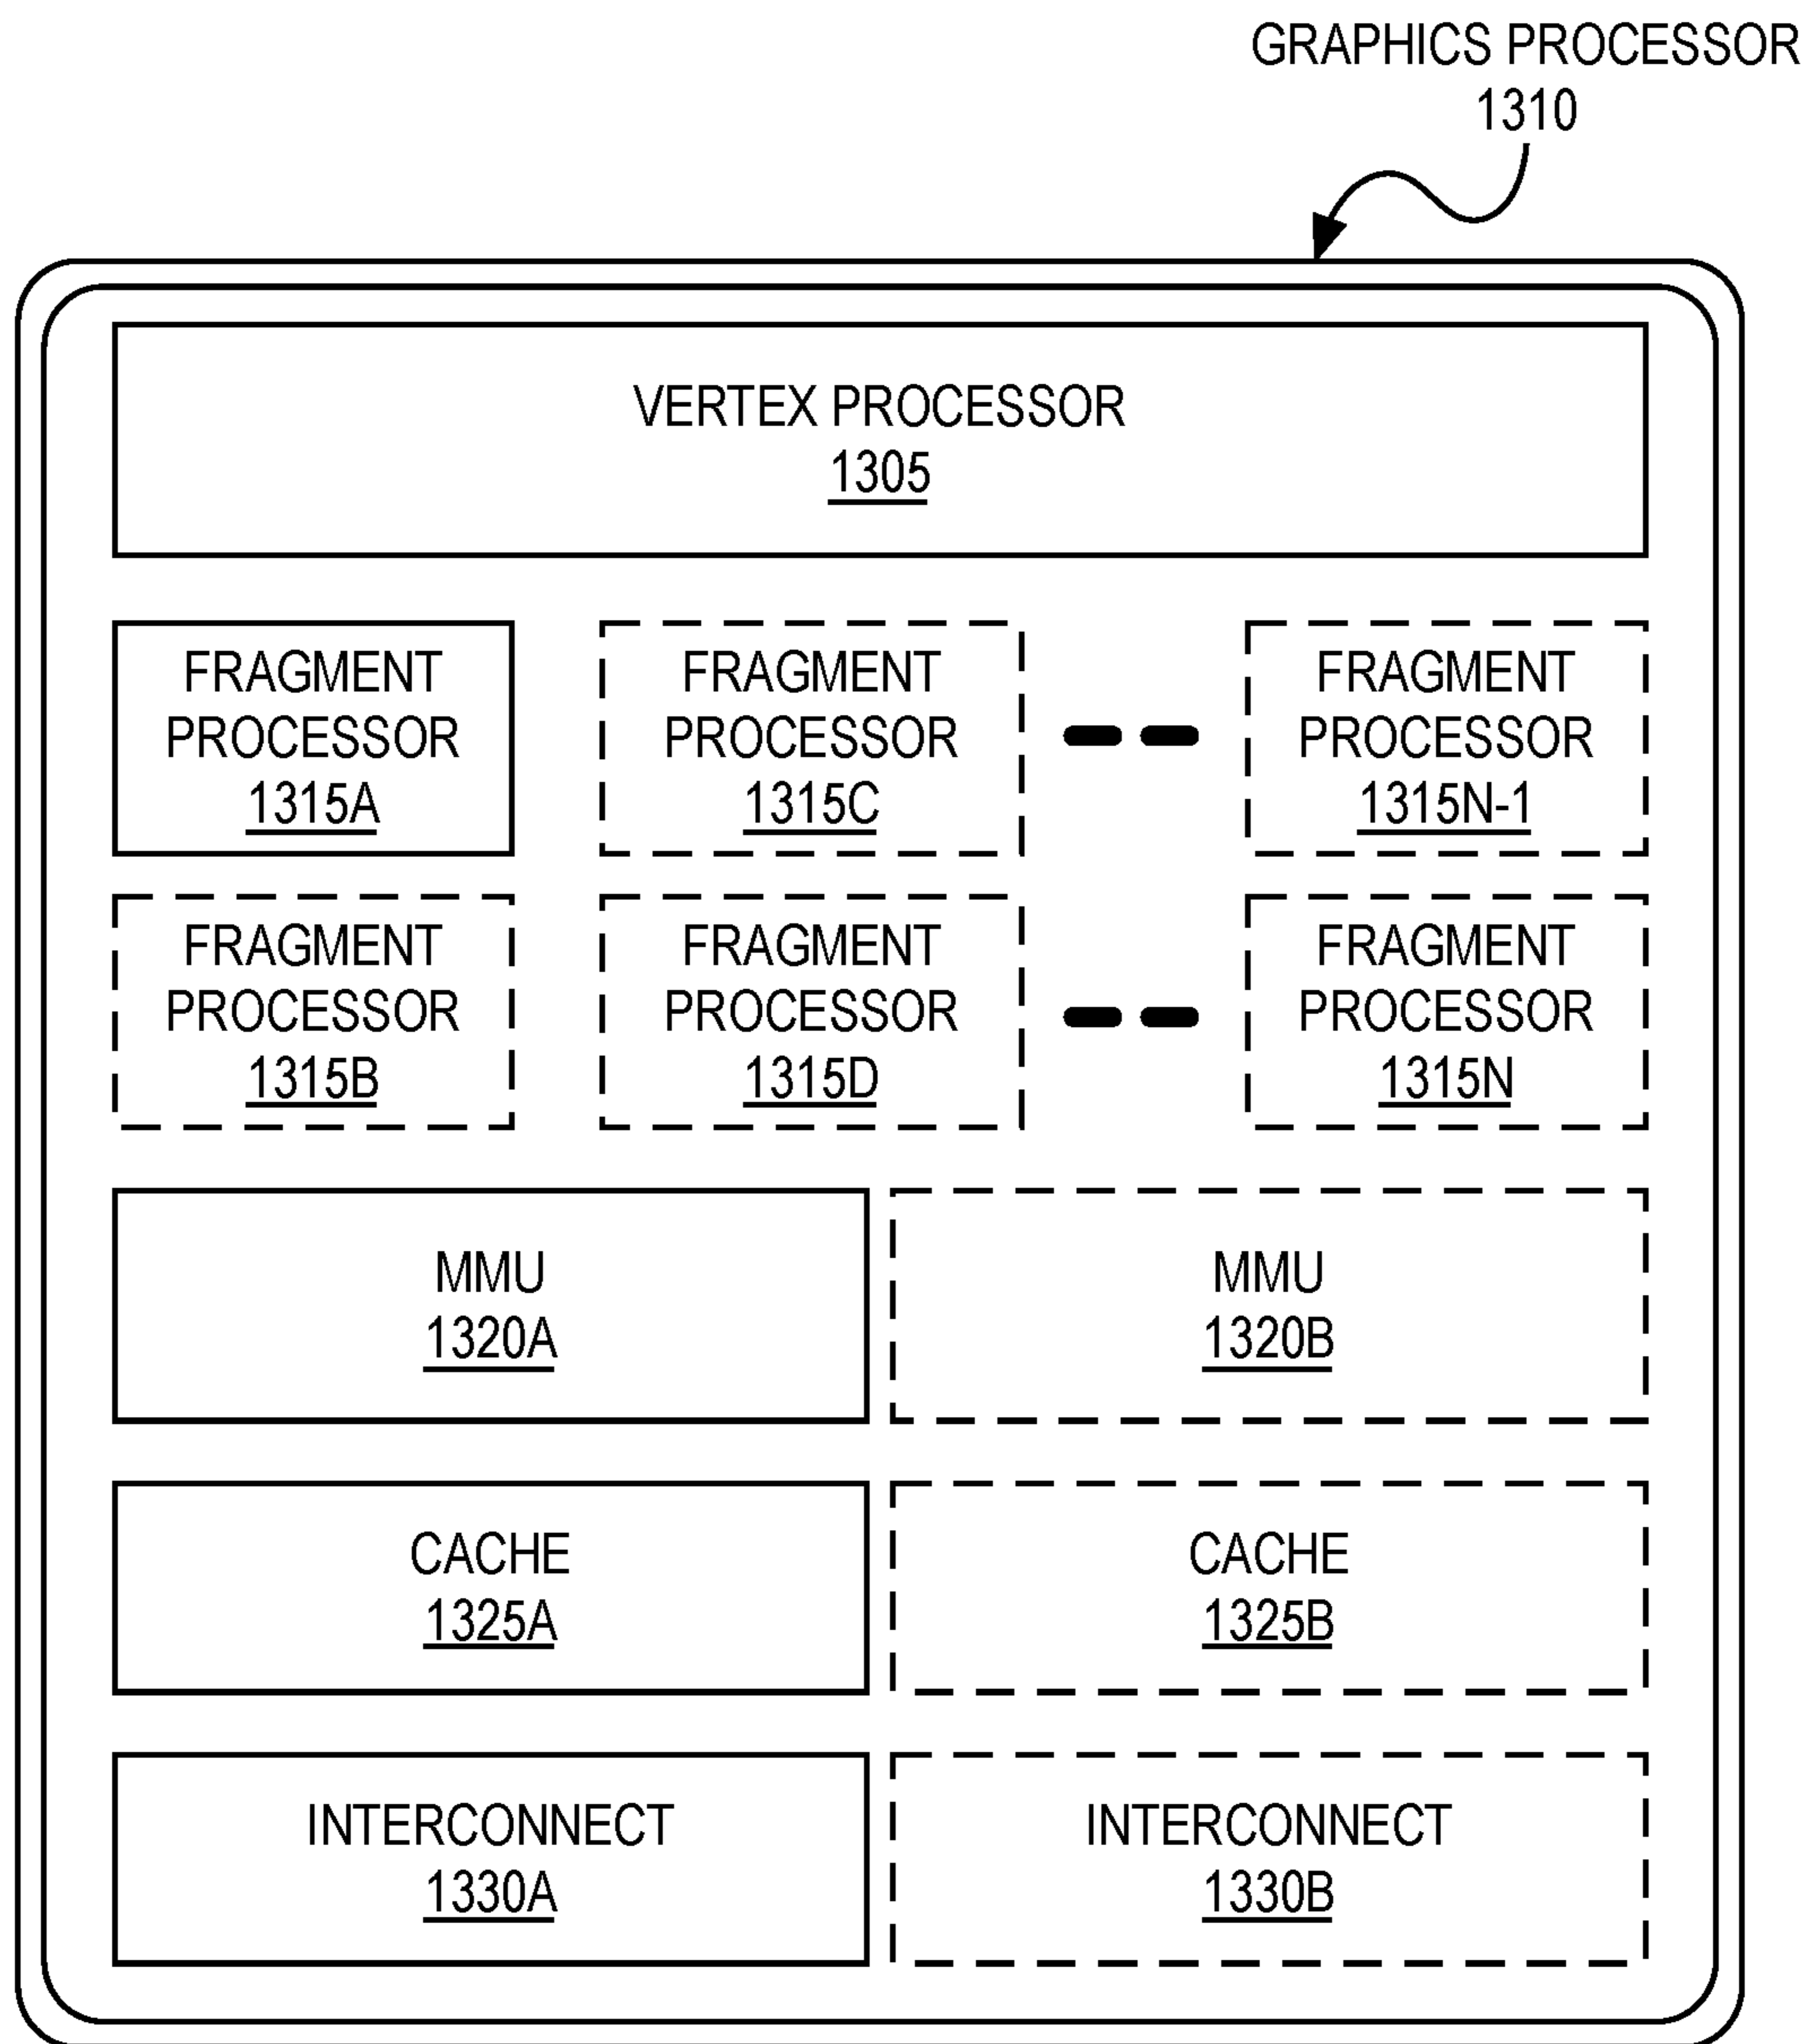 GRAPHICS PROCESSOR
1310
VERTEX PROCESSOR
1305
FRAGMENT
PROCESSOR
1315A
FRAGMENT
PROCESSOR
1315C
FRAGMENT
PROCESSOR
1315N-1
FRAGMENT
PROCESSOR
1315B
FRAGMENT
PROCESSOR
1315D
FRAGMENT
PROCESSOR
1315N
MMU
1320A
MMU
1320B
CACHE
1325A
CACHE
1325B
INTERCONNECT
1330A
INTERCONNECT
1330B